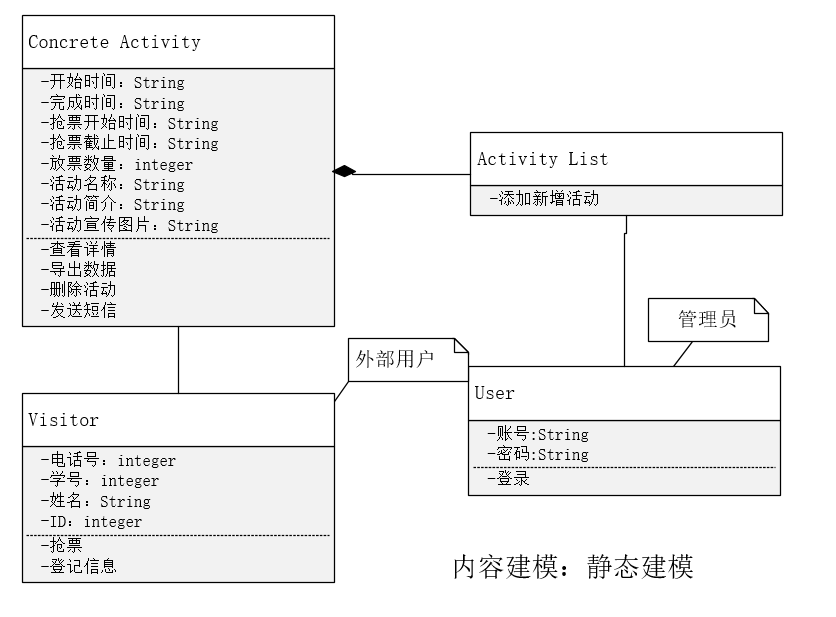 Concrete Activity
-开始时间：String
-完成时间：String
-抢票开始时间：String
-抢票截止时间：String
-放票数量：integer
-活动名称：String
-活动简介：String
-活动宣传图片：String
-查看详情
-导出数据
-删除活动
-发送短信
Activity List
-添加新增活动
管理员
外部用户
User
-账号:String
-密码:String
-登录
Visitor
-电话号：integer
-学号：integer
-姓名：String
-ID：integer
-抢票
-登记信息
内容建模：静态建模